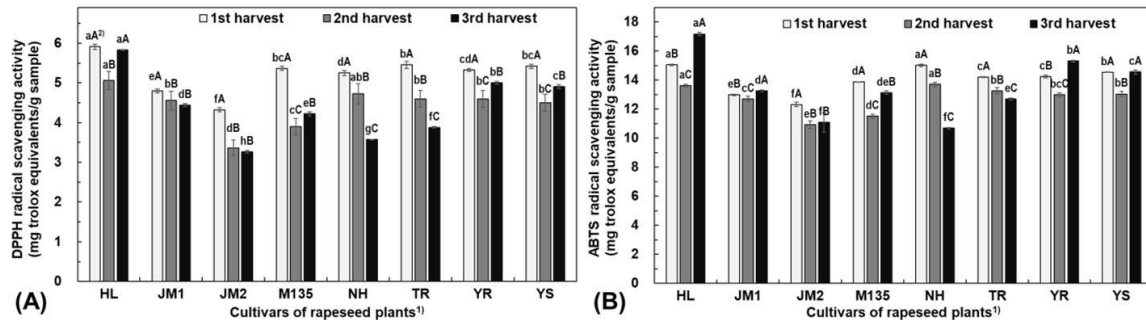 1st harvest 2nd harvest 3rd harvest
DPPH radical scavenging activity
(mg trolox equivalents/g sample)
6
5
4
3
2
1
0
aA²⁾ aB aA
eA bB dB
fA dB hB
bcA cC eB
dA abB gC
bA bB fC
cdA bC bB
bcA bC cB
HL JM1 JM2 M135 NH TR YR YS
(A) Cultivars of rapeseed plants¹⁾
1st harvest 2nd harvest 3rd harvest
ABTS radical scavenging activity
(mg trolox equivalents/g sample)
18
16
14
12
10
8
6
4
2
0
aB aC aA
eB cC dA
fA eB fB
dA dC deB
aA aB fC
cA bB eC
cB bcC bA
bB bC cA
HL JM1 JM2 M135 NH TR YR YS
(B) Cultivars of rapeseed plants¹⁾